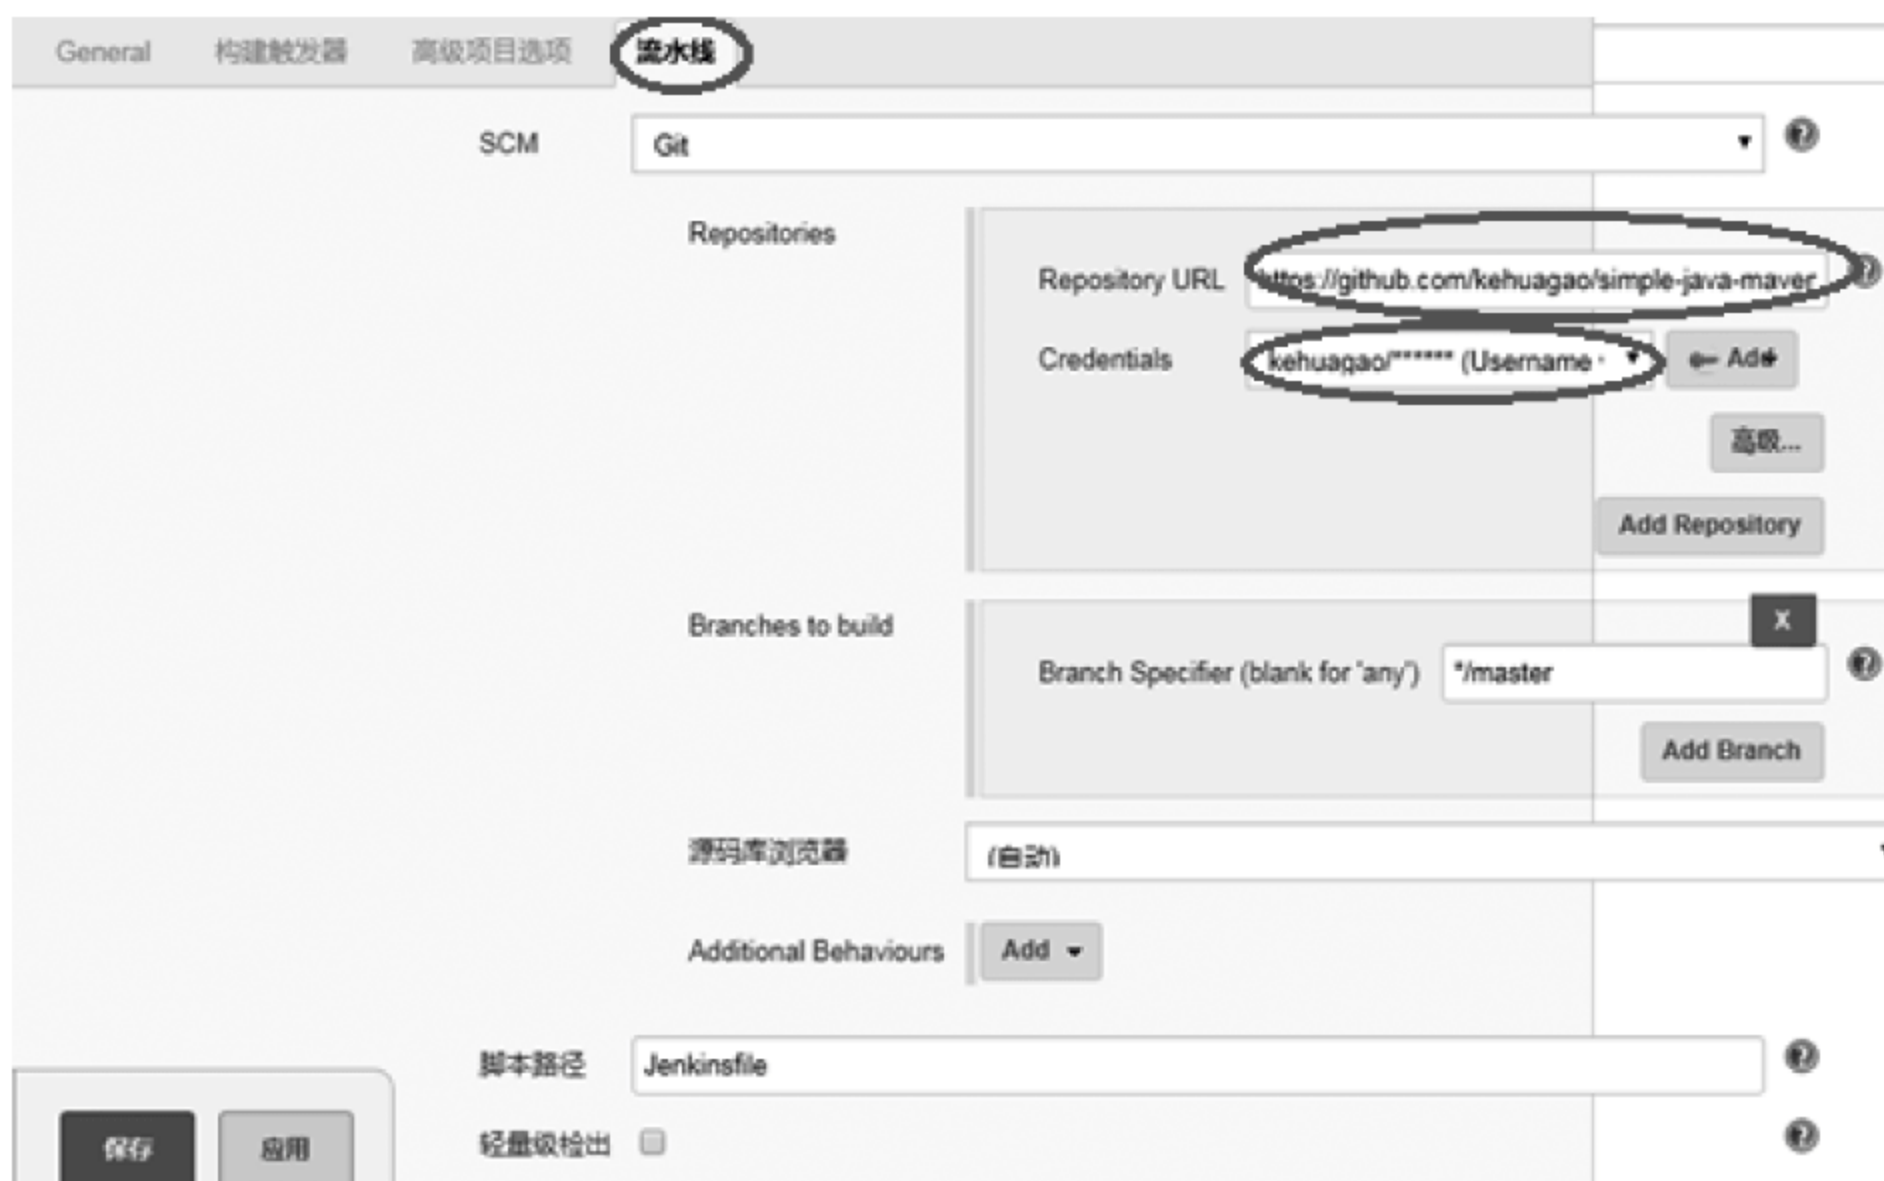 General 构建触发器 高级项目选项 流水线
SCM Git
Repositories
Repository URL https://github.com/kehuagao/simple-java-maver
Credentials kehuagao/****** (Username Add
高级...
Add Repository
Branches to build
X
Branch Specifier (blank for 'any') */master
Add Branch
源码库浏览器 (自动)
Additional Behaviours Add
脚本路径 Jenkinsfile
保存 应用 轻量级检出